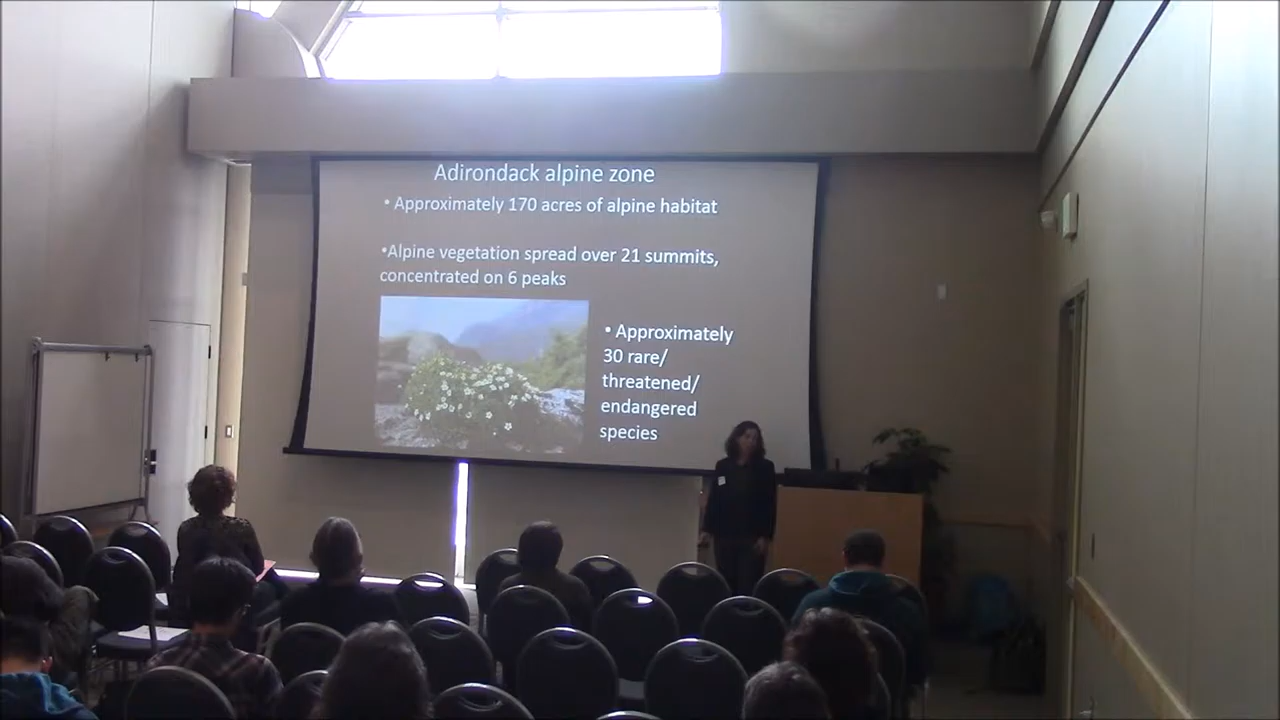 Adirondack alpine zone
• Approximately 170 acres of alpine habitat
•Alpine vegetation spread over 21 summits,
concentrated on 6 peaks
• Approximately
30 rare/
threatened/
endangered
species